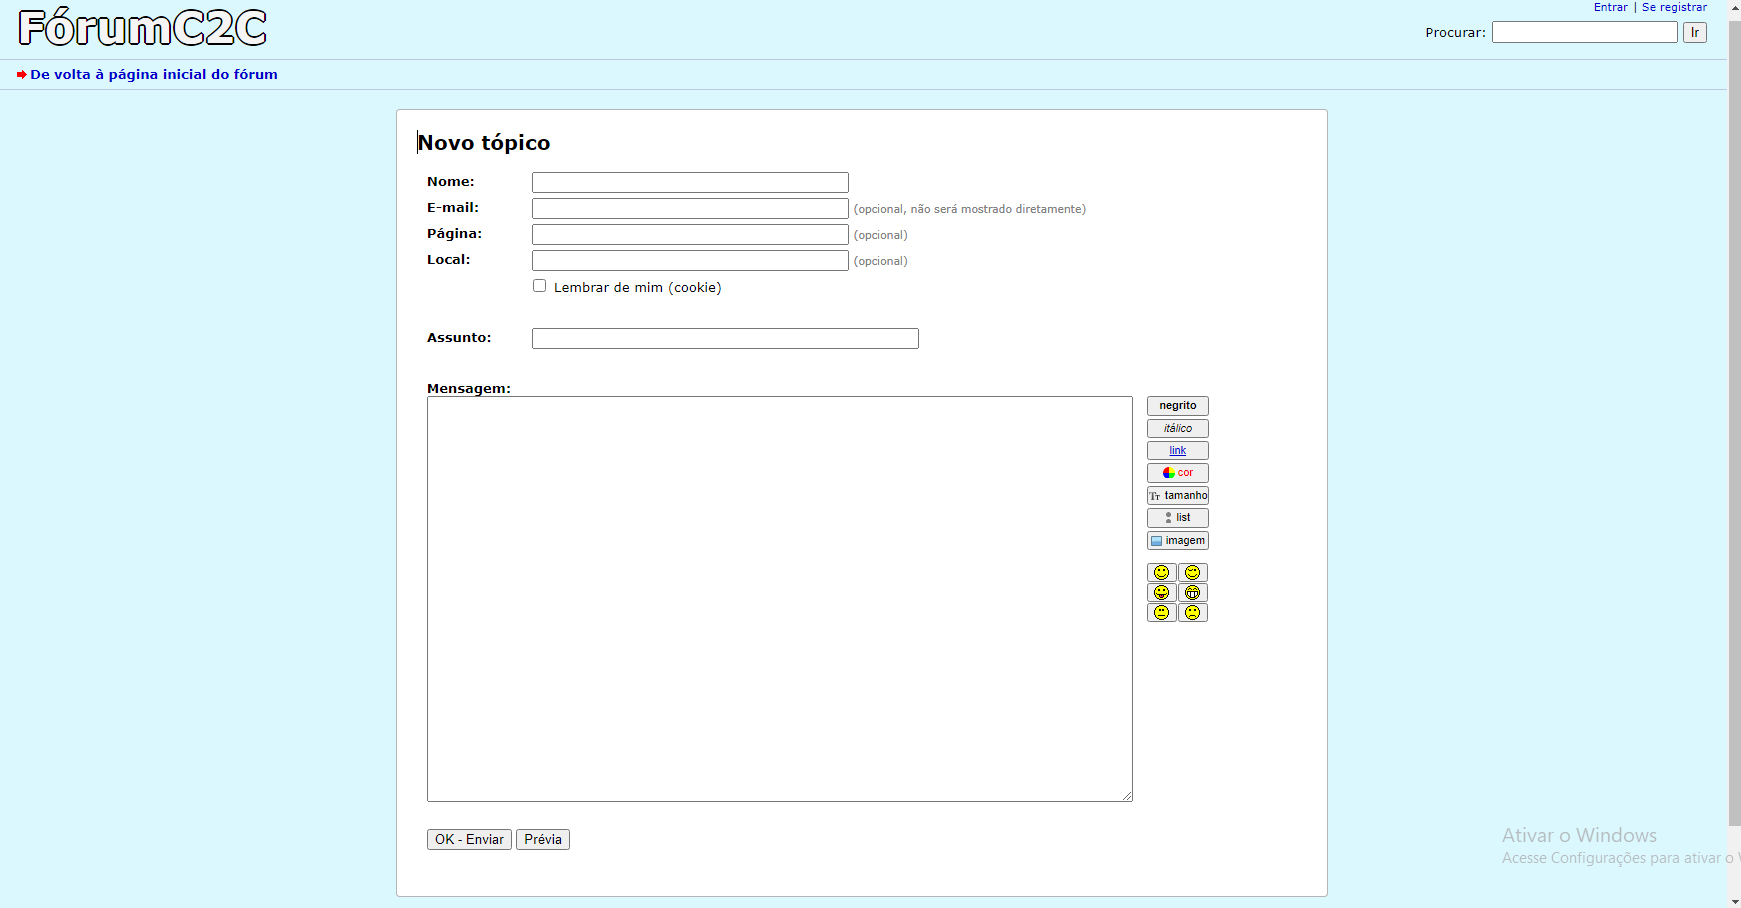 FórumC2C
Entrar | Se registrar
Procurar: Ir
De volta à página inicial do fórum
Novo tópico
Nome:
E-mail: (opcional, não será mostrado diretamente)
Página: (opcional)
Local: (opcional)
Lembrar de mim (cookie)
Assunto:
Mensagem:
negrito
itálico
link
cor
Tт tamanho
list
imagem
OK - Enviar Prévia
Ativar o Windows
Acesse Configurações para ativar o